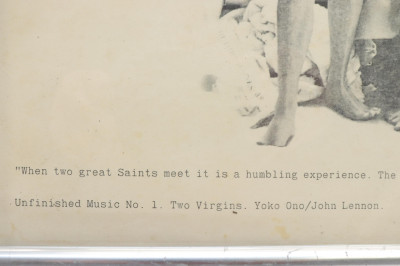 "When two great Saints meet it is a humbling experience. The
Unfinished Music No. 1. Two Virgins. Yoko Ono/John Lennon.